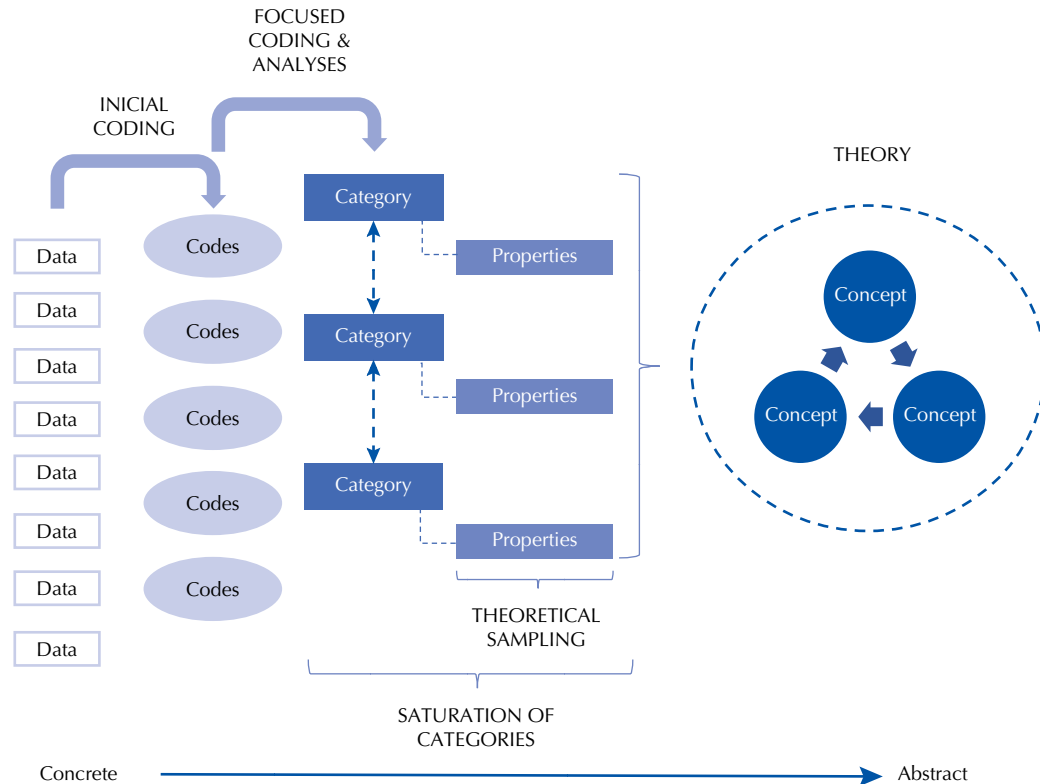 FOCUSED
CODING &
ANALYSES
INICIAL
CODING
THEORY
Data
Data
Data
Data
Data
Data
Data
Data
Codes
Codes
Codes
Codes
Codes
Category
Properties
Category
Properties
Category
Properties
Concept
Concept
Concept
THEORETICAL
SAMPLING
SATURATION OF
CATEGORIES
Concrete
Abstract